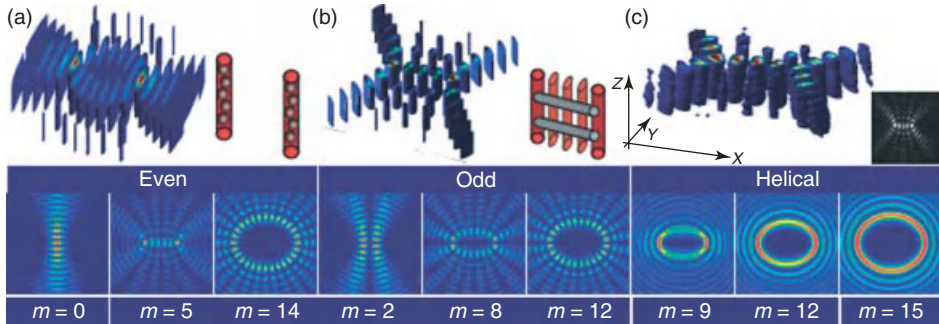 (a)
(b)
(c)
Z
Y
X
Even Odd Helical
m = 0 m = 5 m = 14 m = 2 m = 8 m = 12 m = 9 m = 12 m = 15